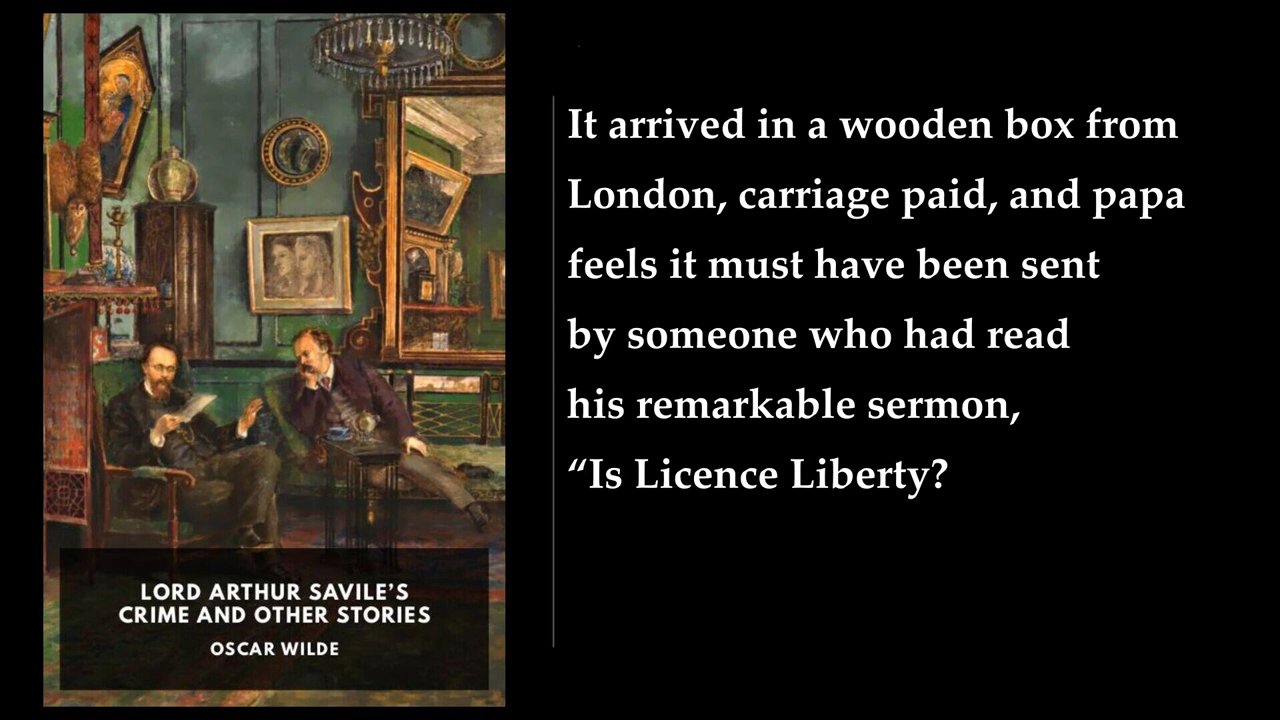 It arrived in a wooden box from
London, carriage paid, and papa
feels it must have been sent
by someone who had read
his remarkable sermon,
“Is Licence Liberty?
LORD ARTHUR SAVILE’S
CRIME AND OTHER STORIES
OSCAR WILDE